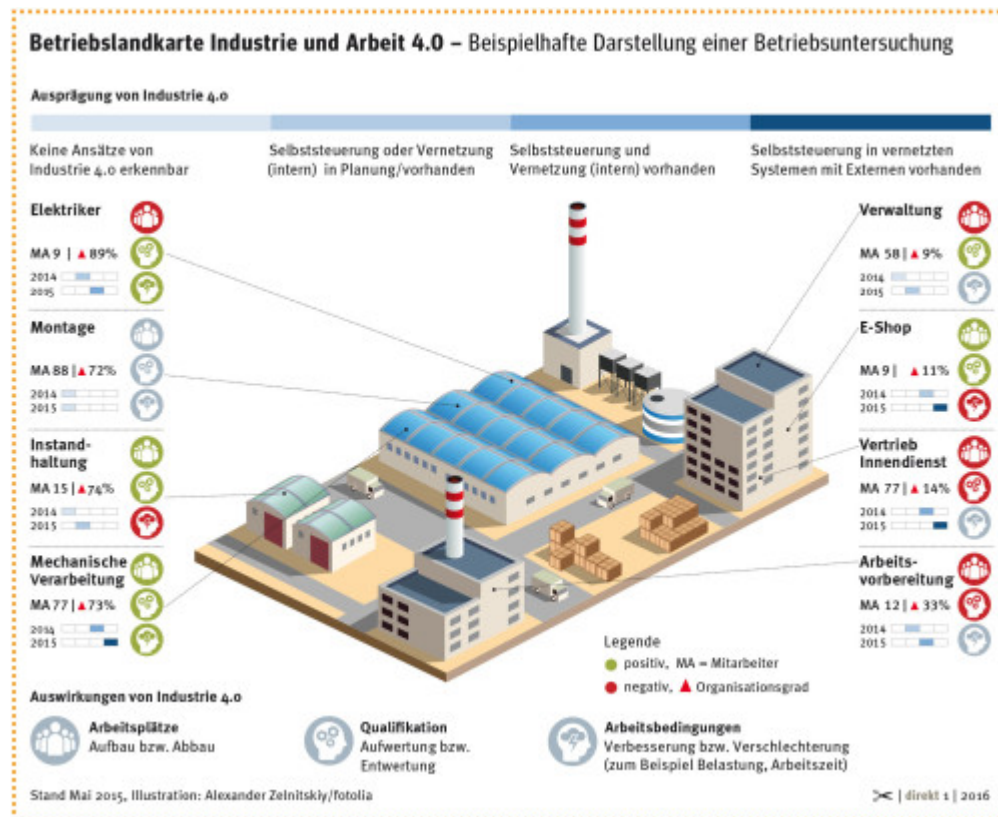 Betriebslandkarte Industrie und Arbeit 4.0 – Beispielhafte Darstellung einer Betriebsuntersuchung
Ausprägung von Industrie 4.0
Keine Ansätze von
Industrie 4.0 erkennbar
Selbststeuerung oder Vernetzung
(intern) in Planung/vorhanden
Selbststeuerung und
Vernetzung (intern) vorhanden
Selbststeuerung in vernetzten
Systemen mit Externen vorhanden
Elektriker
MA 9 | ▲ 89%
2014
2015
Montage
MA 88 | ▲ 72%
2014
2015
Instand-
haltung
MA 15 | ▲ 74%
2014
2015
Mechanische
Verarbeitung
MA 77 | ▲ 73%
2014
2015
Verwaltung
MA 58 | ▲ 9%
2014
2015
E-Shop
MA 9 | ▲ 11%
2014
2015
Vertrieb
Innendienst
MA 77 | ▲ 14%
2014
2015
Arbeits-
vorbereitung
MA 12 | ▲ 33%
2014
2015
Legende
positiv, MA = Mitarbeiter
negativ, ▲ Organisationsgrad
Auswirkungen von Industrie 4.0
Arbeitsplätze
Aufbau bzw. Abbau
Qualifikation
Aufwertung bzw.
Entwertung
Arbeitsbedingungen
Verbesserung bzw. Verschlechterung
(zum Beispiel Belastung, Arbeitszeit)
Stand Mai 2015, Illustration: Alexander Zelnitskiy/fotolia
| direkt 1 | 2016